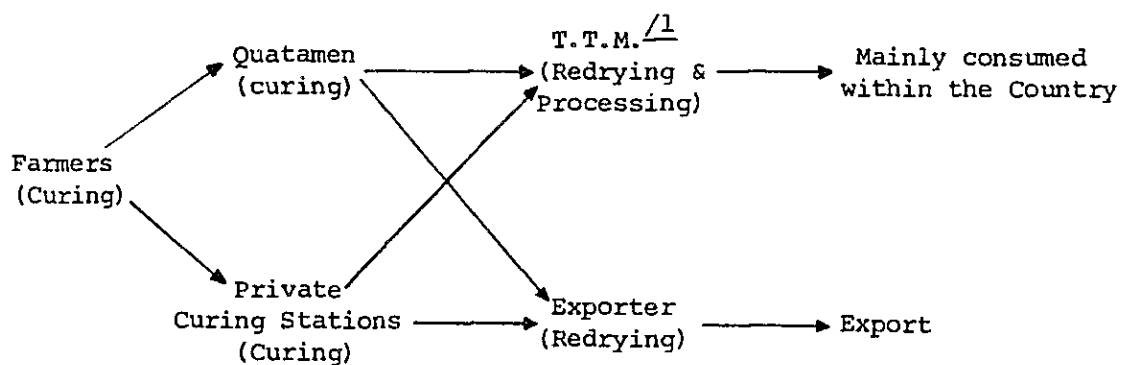 Farmers
(Curing)
Quatamen
(curing)
Private
Curing Stations
(Curing)
T.T.M. /1
(Redrying &
Processing)
Exporter
(Redrying)
Mainly consumed
within the Country
Export